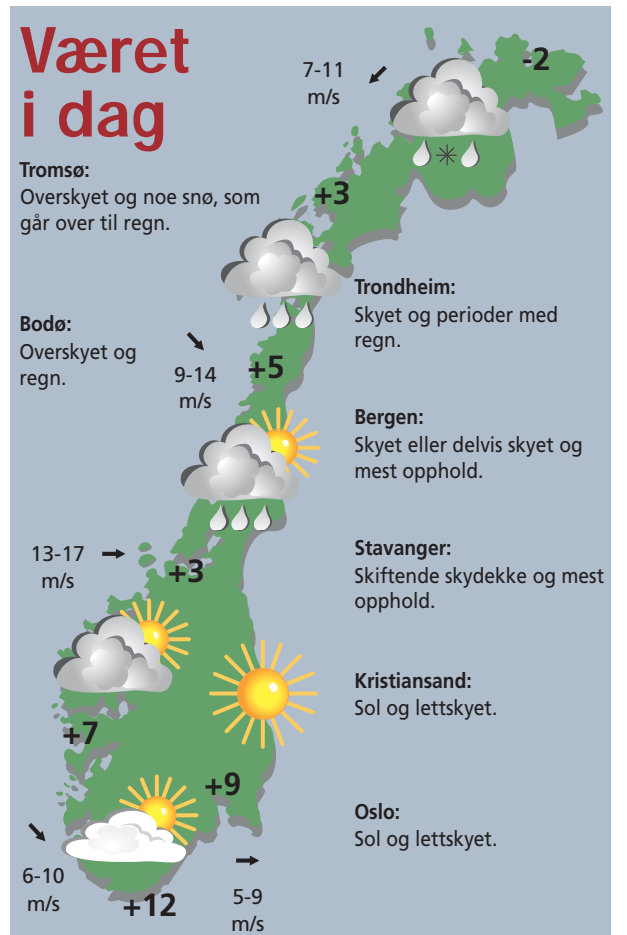 Været
i dag
7-11
m/s
-2
Tromsø:
Overskyet og noe snø, som
går over til regn.
+3
Trondheim:
Skyet og perioder med
regn.
Bodø:
Overskyet og
regn.
9-14
m/s
+5
Bergen:
Skyet eller delvis skyet og
mest opphold.
13-17
m/s
+3
Stavanger:
Skiftende skydekke og mest
opphold.
Kristiansand:
Sol og lettskyet.
+7
+9
Oslo:
Sol og lettskyet.
6-10
m/s
+12
5-9
m/s